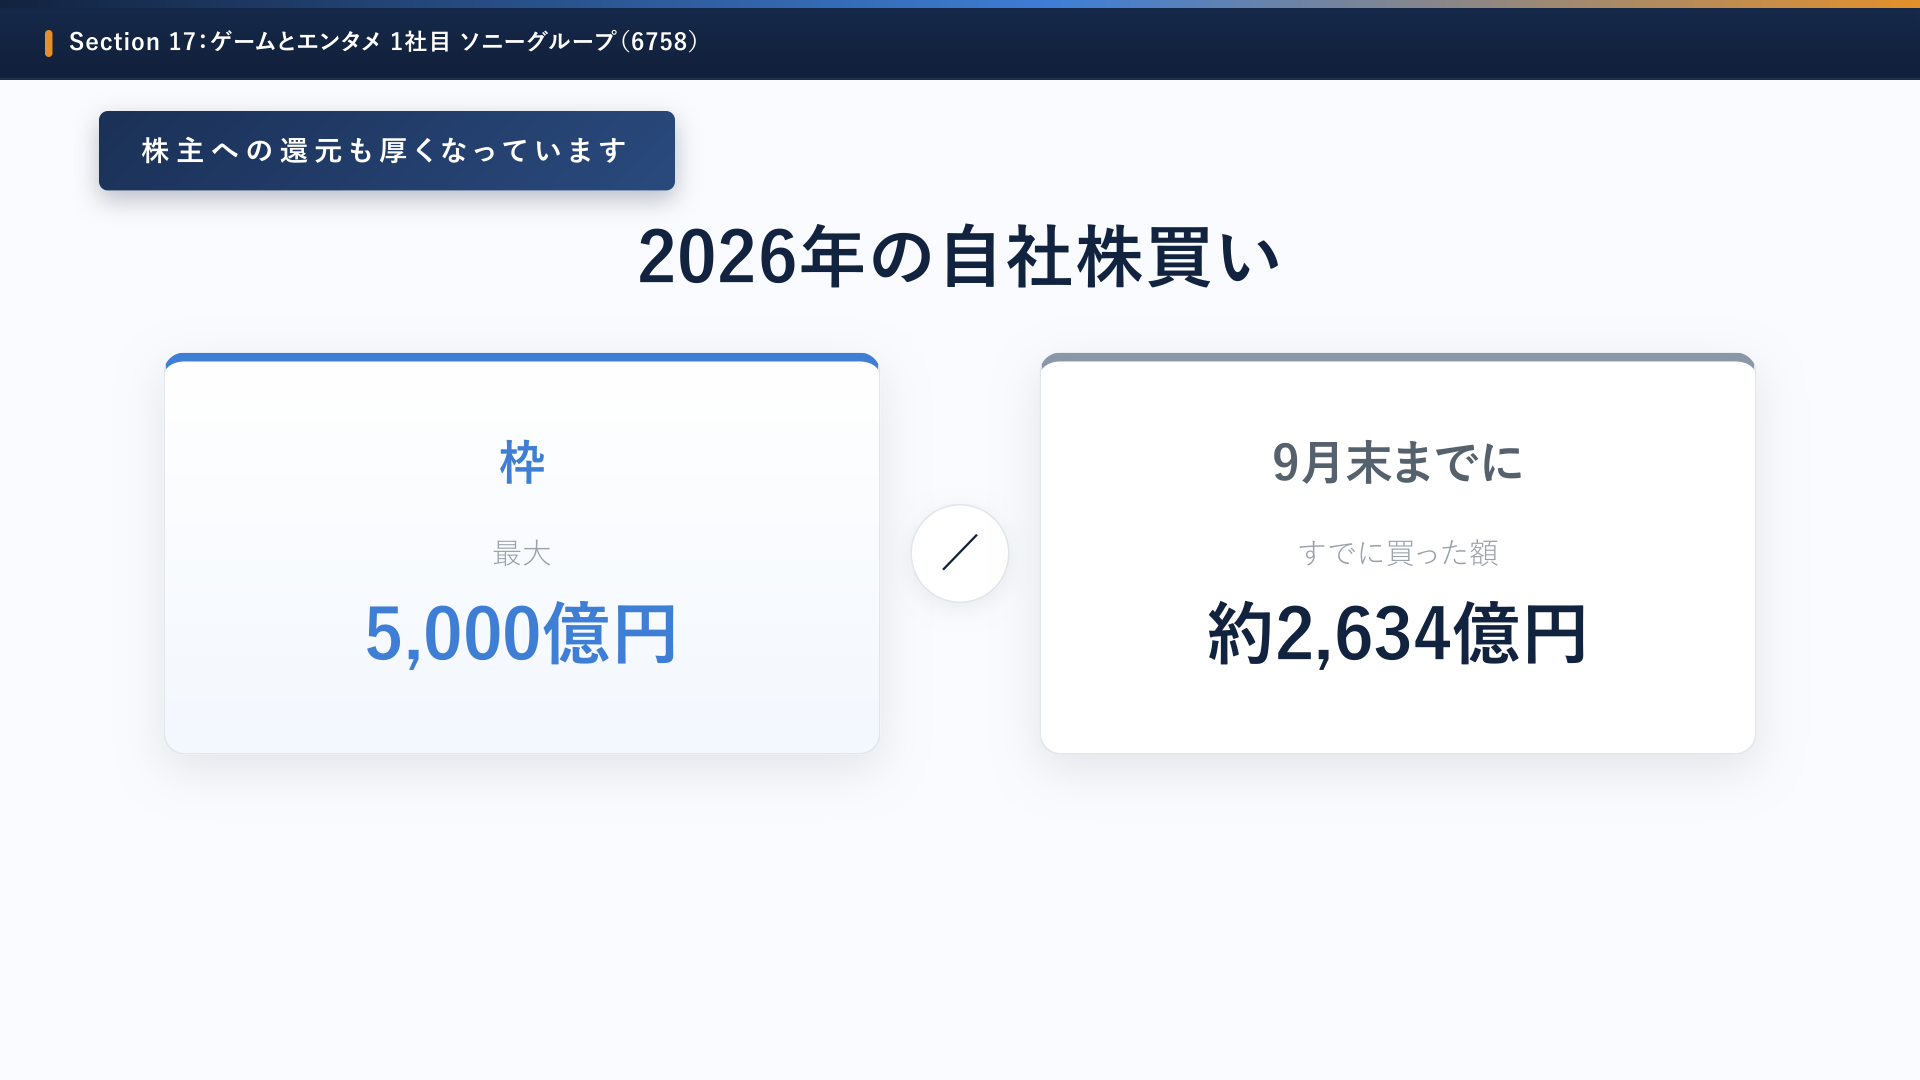 Section 17：ゲームとエンタメ 1社目 ソニーグループ（6758）
株主への還元も厚くなっています
2026年の自社株買い
枠
最大
5,000億円
／
9月末までに
すでに買った額
約2,634億円